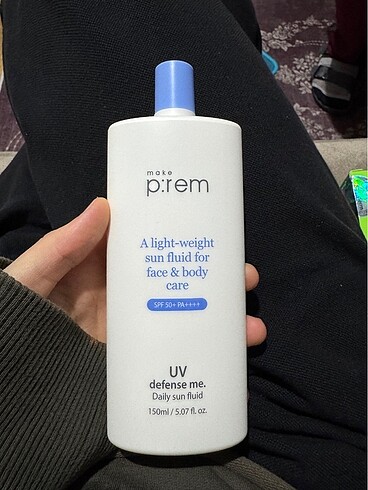 make
p:rem
A light-weight
sun fluid for
face & body
care
SPF 50+ PA++++
UV
defense me.
Daily sun fluid
150ml / 5.07 fl. oz.